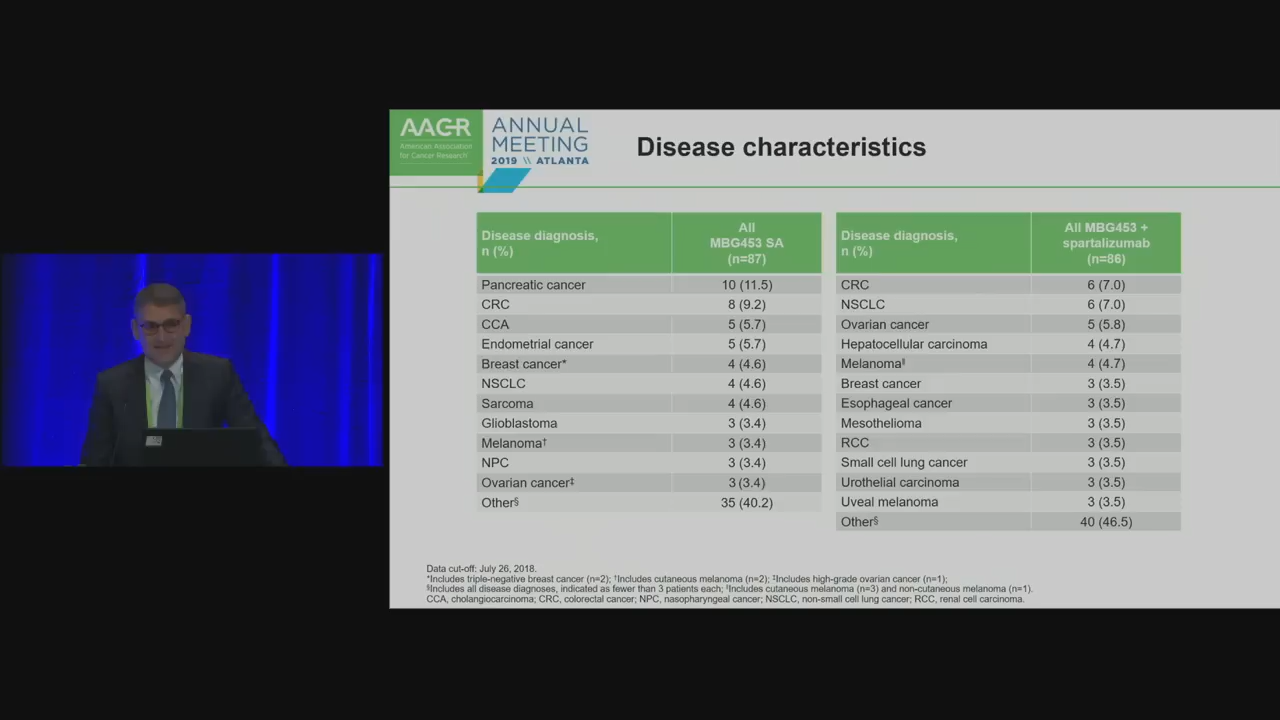 AACR
American Association
for Cancer Research
ANNUAL
MEETING
2019 \\ ATLANTA
Disease characteristics
Disease diagnosis,
n (%)
All
MBG453 SA
(n=87)
Pancreatic cancer 10 (11.5)
CRC 8 (9.2)
CCA 5 (5.7)
Endometrial cancer 5 (5.7)
Breast cancer* 4 (4.6)
NSCLC 4 (4.6)
Sarcoma 4 (4.6)
Glioblastoma 3 (3.4)
Melanoma† 3 (3.4)
NPC 3 (3.4)
Ovarian cancer‡ 3 (3.4)
Other§ 35 (40.2)
Disease diagnosis,
n (%)
All MBG453 +
spartalizumab
(n=86)
CRC 6 (7.0)
NSCLC 6 (7.0)
Ovarian cancer 5 (5.8)
Hepatocellular carcinoma 4 (4.7)
Melanoma‖ 4 (4.7)
Breast cancer 3 (3.5)
Esophageal cancer 3 (3.5)
Mesothelioma 3 (3.5)
RCC 3 (3.5)
Small cell lung cancer 3 (3.5)
Urothelial carcinoma 3 (3.5)
Uveal melanoma 3 (3.5)
Other§ 40 (46.5)
Data cut-off: July 26, 2018.
*Includes triple-negative breast cancer (n=2); †Includes cutaneous melanoma (n=2); ‡Includes high-grade ovarian cancer (n=1);
§Includes all disease diagnoses, indicated as fewer than 3 patients each; ‖Includes cutaneous melanoma (n=3) and non-cutaneous melanoma (n=1).
CCA, cholangiocarcinoma; CRC, colorectal cancer; NPC, nasopharyngeal cancer; NSCLC, non-small cell lung cancer; RCC, renal cell carcinoma.